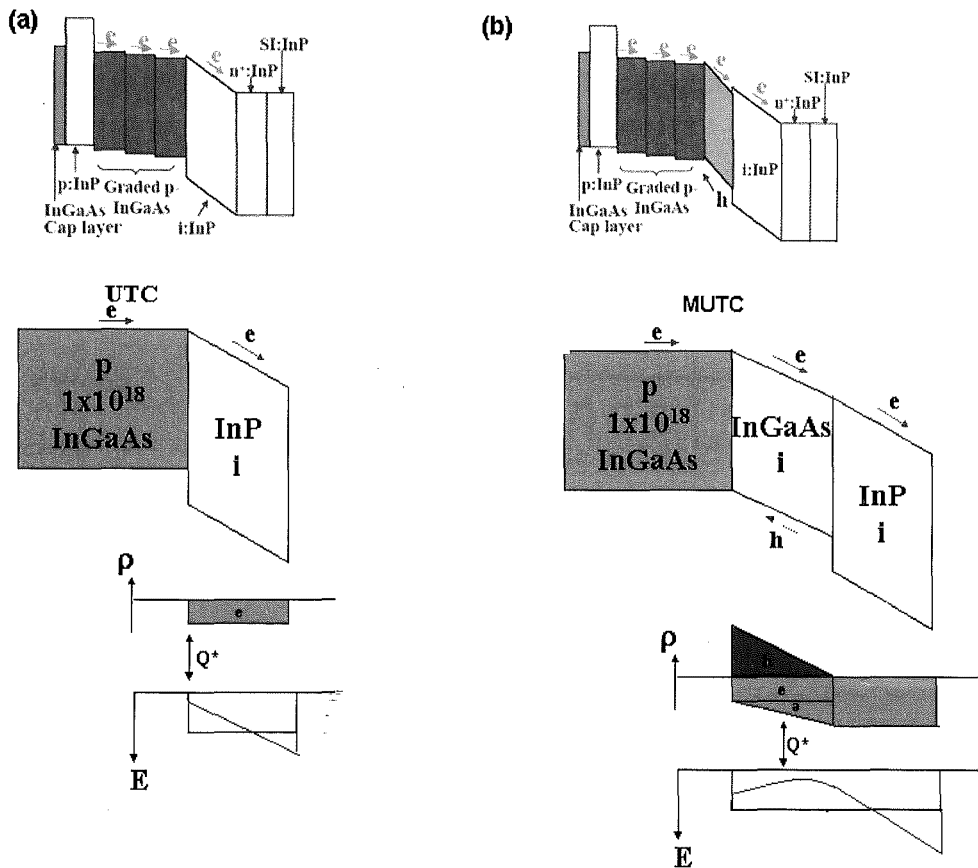 (a)
e e e
e
n⁺:InP
SI:InP
p:InP
Graded p-
InGaAs
InGaAs
Cap layer
i:InP
UTC
e
e
p
1x10¹⁸
InGaAs
InP
i
ρ
e
Q*
E
(b)
e e e
e
e
n⁺:InP
SI:InP
i:InP
p:InP
Graded p-
InGaAs
h
InGaAs
Cap layer
MUTC
e
e
e
p
1x10¹⁸
InGaAs
InGaAs
i
InP
i
h
ρ
e
Q*
E